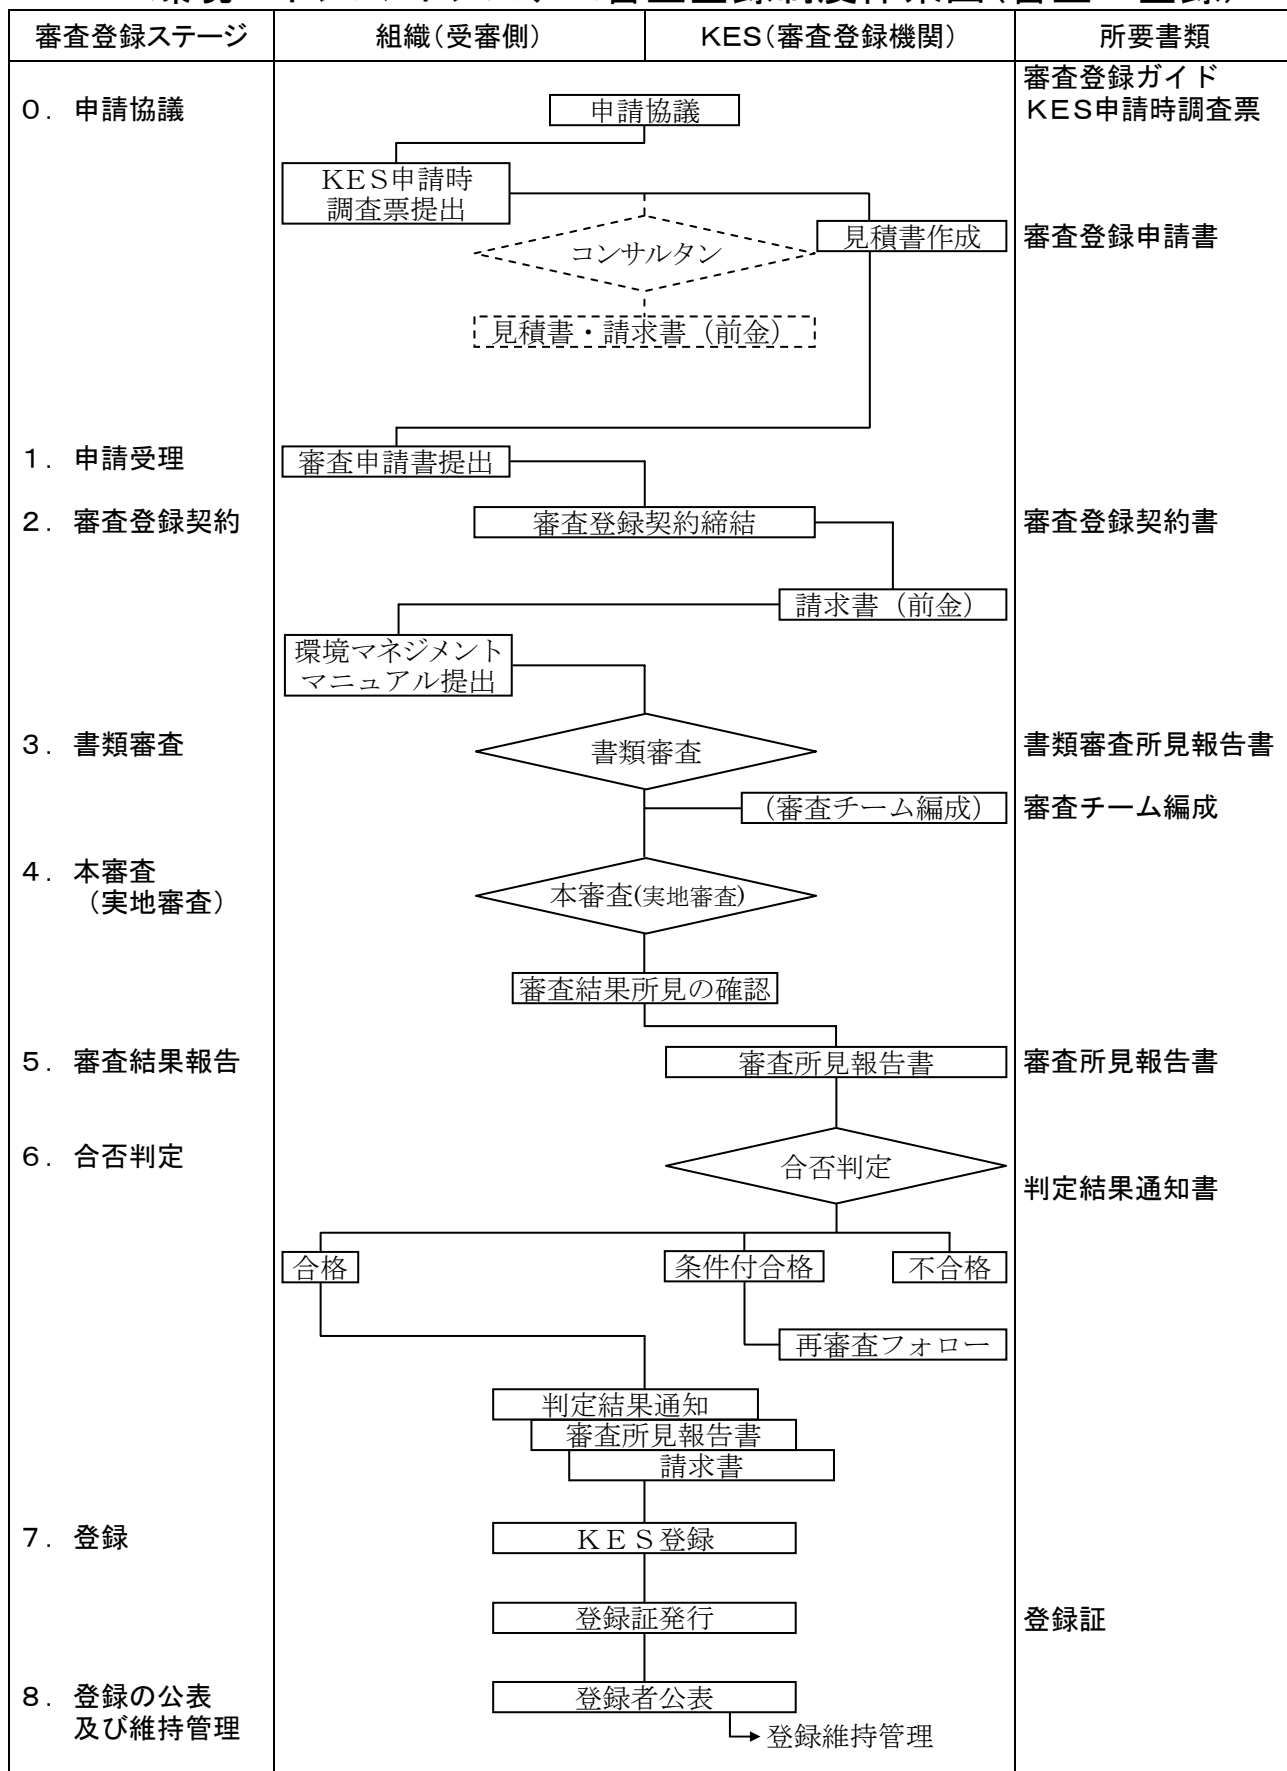 審査登録ステージ 組織（受審側） KES（審査登録機関） 所要書類
審査登録ガイド
０．申請協議 申請協議 KES申請時調査票
KES申請時
調査票提出
コンサルタン 見積書作成 審査登録申請書
見積書・請求書（前金）
１．申請受理 審査申請書提出
２．審査登録契約 審査登録契約締結 審査登録契約書
請求書（前金）
環境マネジメント
マニュアル提出
３．書類審査 書類審査 書類審査所見報告書
（審査チーム編成） 審査チーム編成
４．本審査
（実地審査） 本審査(実地審査)
審査結果所見の確認
５．審査結果報告 審査所見報告書 審査所見報告書
６．合否判定 合否判定
判定結果通知書
合格 条件付合格 不合格
再審査フォロー
判定結果通知
審査所見報告書
請求書
７．登録 ＫＥＳ登録
登録証発行 登録証
８．登録の公表 登録者公表
及び維持管理 登録維持管理